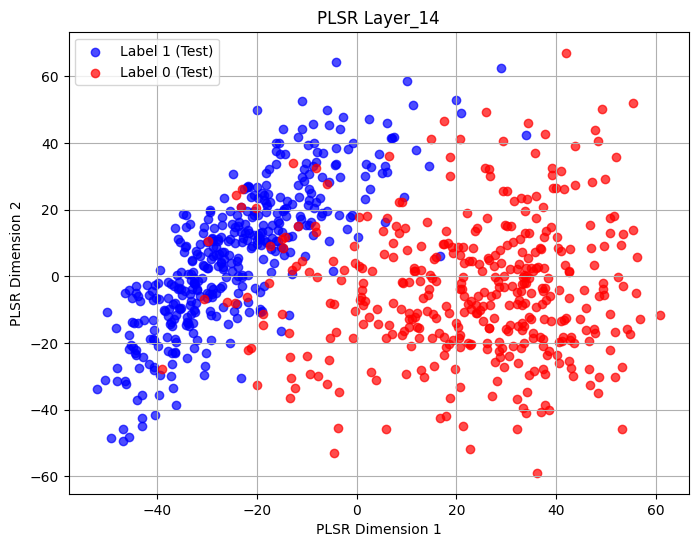 PLSR Layer_14
Label 1 (Test)
Label 0 (Test)
PLSR Dimension 2
60
40
20
0
−20
−40
−60
−40
−20
0
20
40
60
PLSR Dimension 1